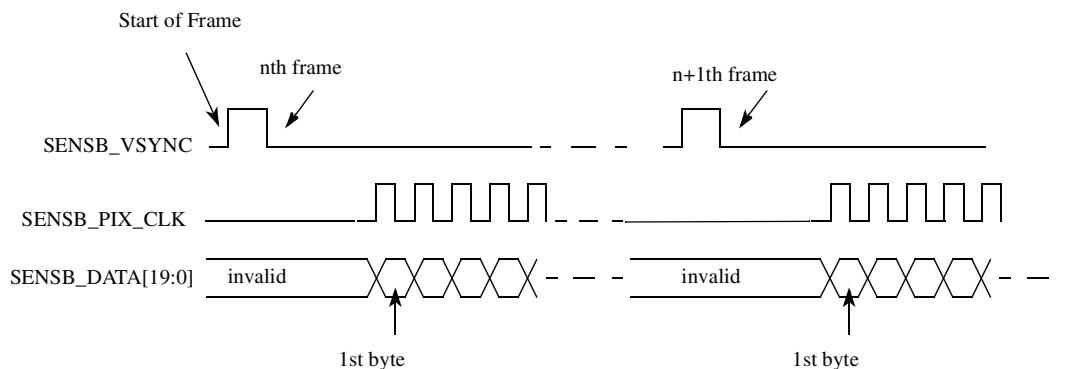 Start of Frame
nth frame
n+1th frame
SENSB_VSYNC
SENSB_PIX_CLK
SENSB_DATA[19:0]
invalid
invalid
1st byte
1st byte